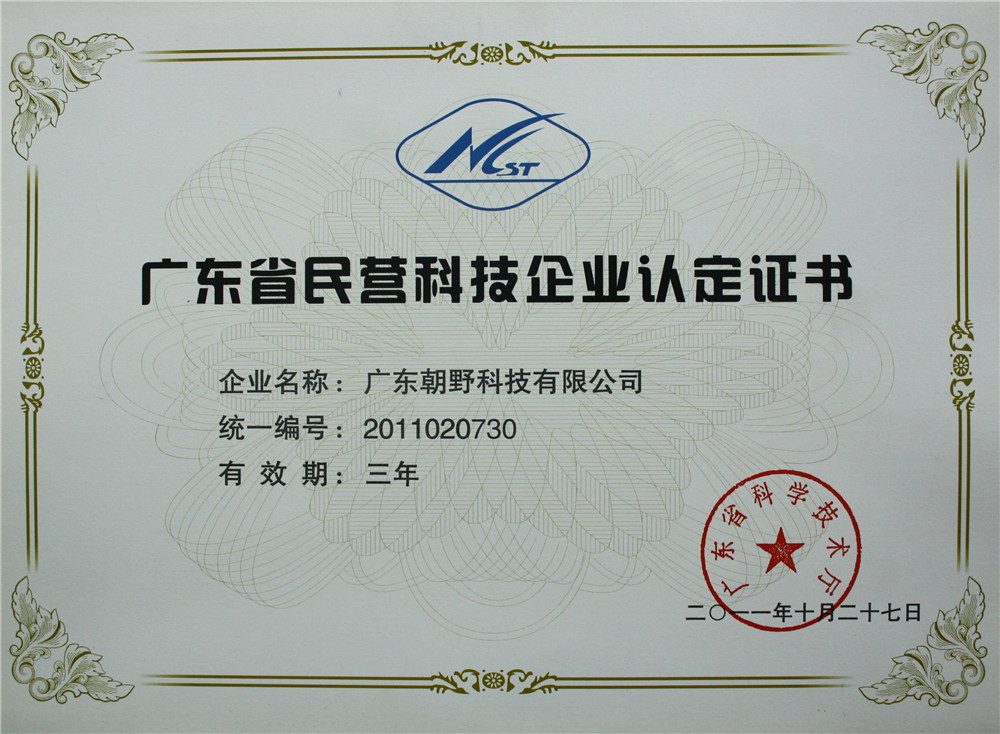 NCST
广东省民营科技企业认定证书
企业名称：广东朝野科技有限公司
统一编号：2011020730
有效期：三年
广东省科学技术厅
二〇一一年十月二十七日